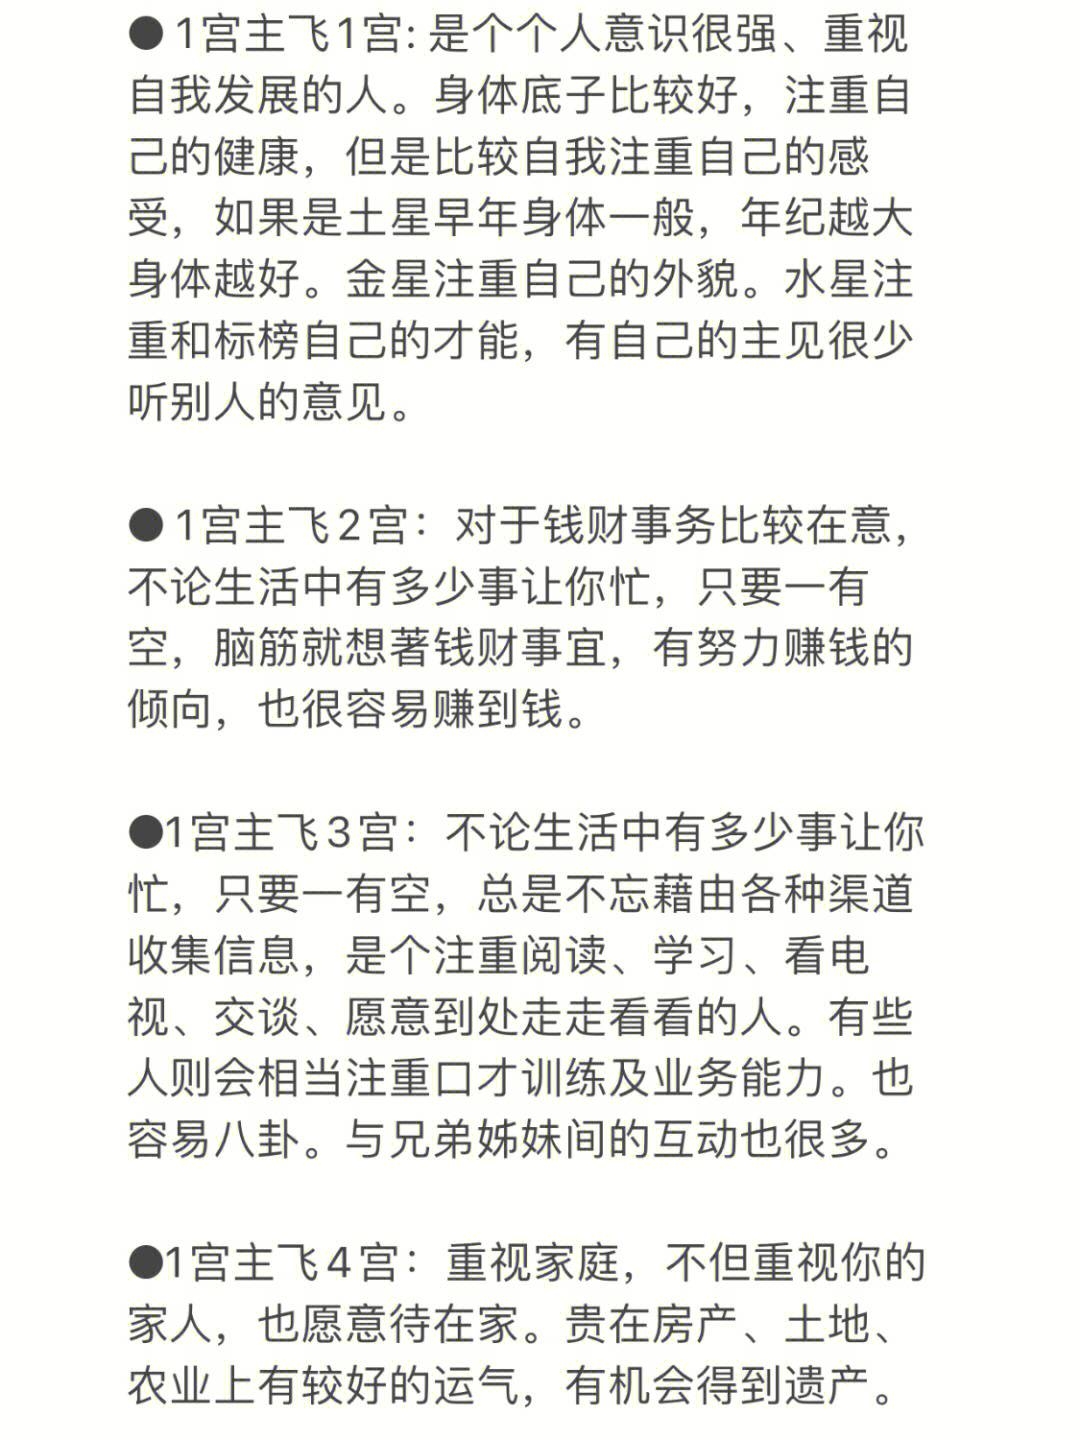 ●1宫主飞1宫: 是个个人意识很强、重视
自我发展的人。身体底子比较好，注重自
己的健康，但是比较自我注重自己的感
受，如果是土星早年身体一般，年纪越大
身体越好。金星注重自己的外貌。水星注
重和标榜自己的才能，有自己的主见很少
听别人的意见。
●1宫主飞2宫：对于钱财事务比较在意，
不论生活中有多少事让你忙，只要一有
空，脑筋就想著钱财事宜，有努力赚钱的
倾向，也很容易赚到钱。
●1宫主飞3宫：不论生活中有多少事让你
忙，只要一有空，总是不忘藉由各种渠道
收集信息，是个注重阅读、学习、看电
视、交谈、愿意到处走走看看的人。有些
人则会相当注重口才训练及业务能力。也
容易八卦。与兄弟姊妹间的互动也很多。
●1宫主飞4宫：重视家庭，不但重视你的
家人，也愿意待在家。贵在房产、土地、
农业上有较好的运气，有机会得到遗产。